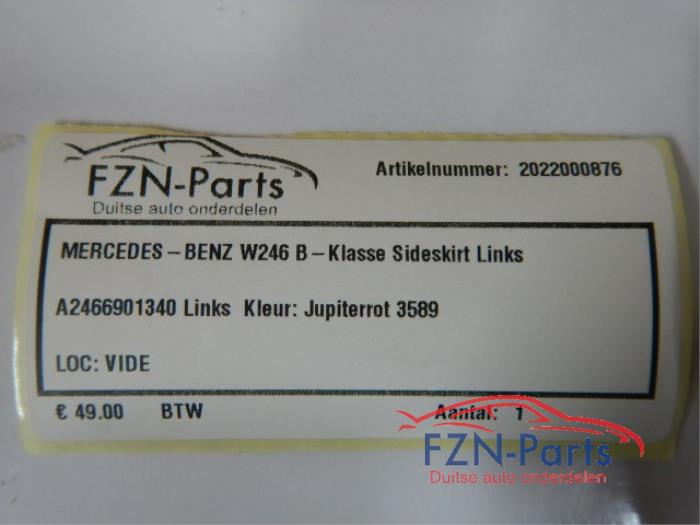 FZN-Parts
Duitse auto onderdelen
Artikelnummer: 2022000876
MERCEDES – BENZ W246 B – Klasse Sideskirt Links
A2466901340 Links Kleur: Jupiterrot 3589
LOC: VIDE
€ 49.00 BTW Aantal: 1
FZN-Parts
Duitse auto onderdelen